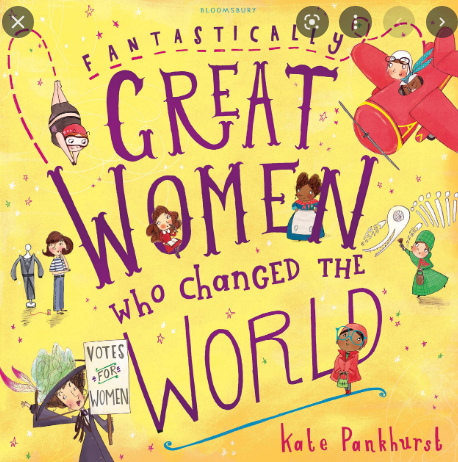 BLOOMSBURY
FANTASTICALLY
GREAT
WOMEN
who changed THE
WORLD
VOTES
FOR
WOMEN
Kate Pankhurst